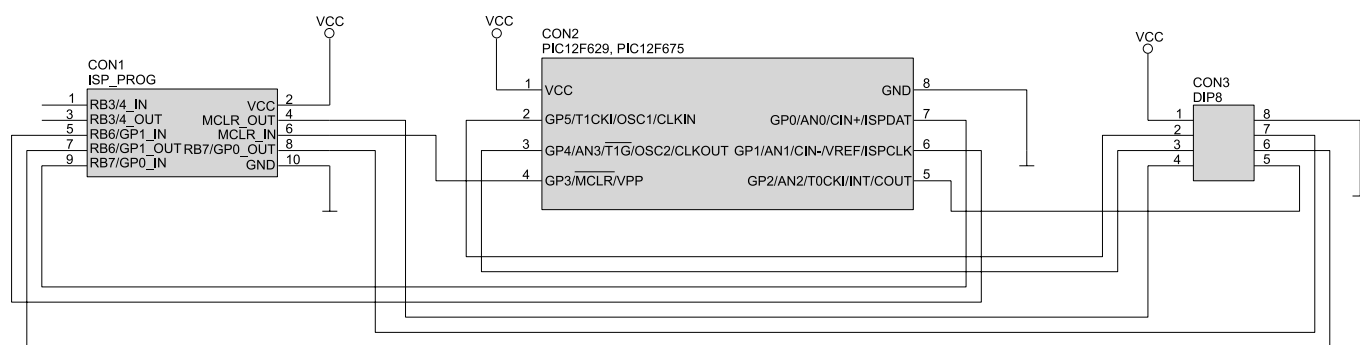 VCC
VCC
VCC
CON1
ISP_PROG
1 RB3/4_IN VCC 2
3 RB3/4_OUT MCLR_OUT 4
5 RB6/GP1_IN MCLR_IN 6
7 RB6/GP1_OUT RB7/GP0_OUT 8
9 RB7/GP0_IN GND 10
CON2
PIC12F629, PIC12F675
1 VCC GND 8
2 GP5/T1CKI/OSC1/CLKIN GP0/AN0/CIN+/ISPDAT 7
3 GP4/AN3/T1G/OSC2/CLKOUT GP1/AN1/CIN-/VREF/ISPCLK 6
4 GP3/MCLR/VPP GP2/AN2/T0CKI/INT/COUT 5
CON3
DIP8
1 8
2 7
3 6
4 5